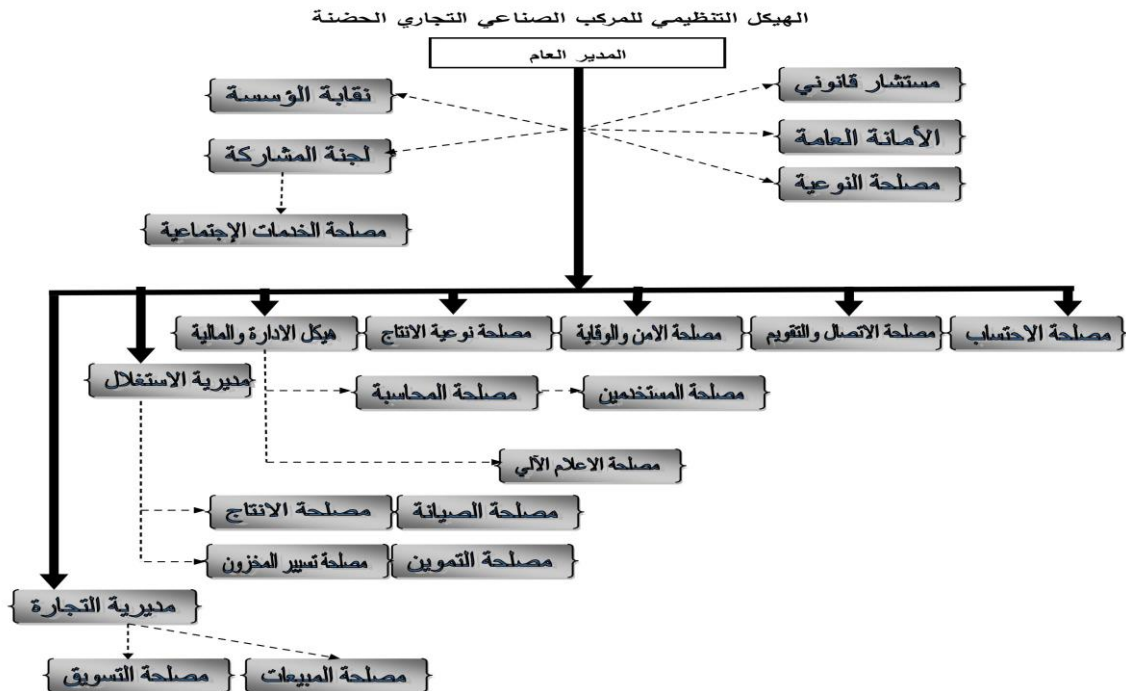 الهيكل التنظيمي للمركب الصناعي التجاري الحضنة
المدير العام
مستشار قانوني
نقابة الؤسسة
الأمانة العامة
لجنة المشاركة
مصلحة النوعية
مصلحة الخدمات الإجتماعية
مصلحة الاحتساب
مصلحة الاتصال والتقويم
مصلحة الامن والوقاية
مصلحة نوعية الانتاج
هيكل الادارة والمالية
مديرية الاستغلال
مصلحة المحاسبة
مصلحة المستخدمين
مصلحة الاعلام الآلي
مصلحة الصيانة
مصلحة الانتاج
مصلحة التموين
مصلحة تسيير المخزون
مديرية التجارة
مصلحة المبيعات
مصلحة التسويق